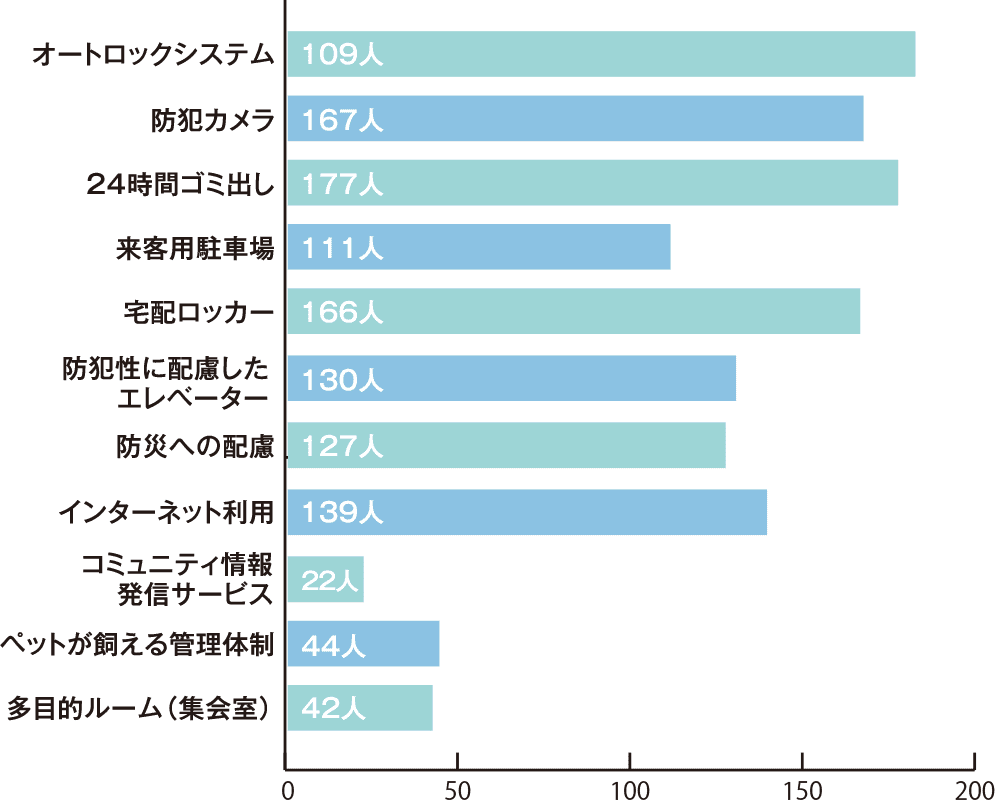 オートロックシステム 109人
防犯カメラ 167人
24時間ゴミ出し 177人
来客用駐車場 111人
宅配ロッカー 166人
防犯性に配慮した
エレベーター 130人
防災への配慮 127人
インターネット利用 139人
コミュニティ情報
発信サービス 22人
ペットが飼える管理体制 44人
多目的ルーム(集会室) 42人
0 50 100 150 200